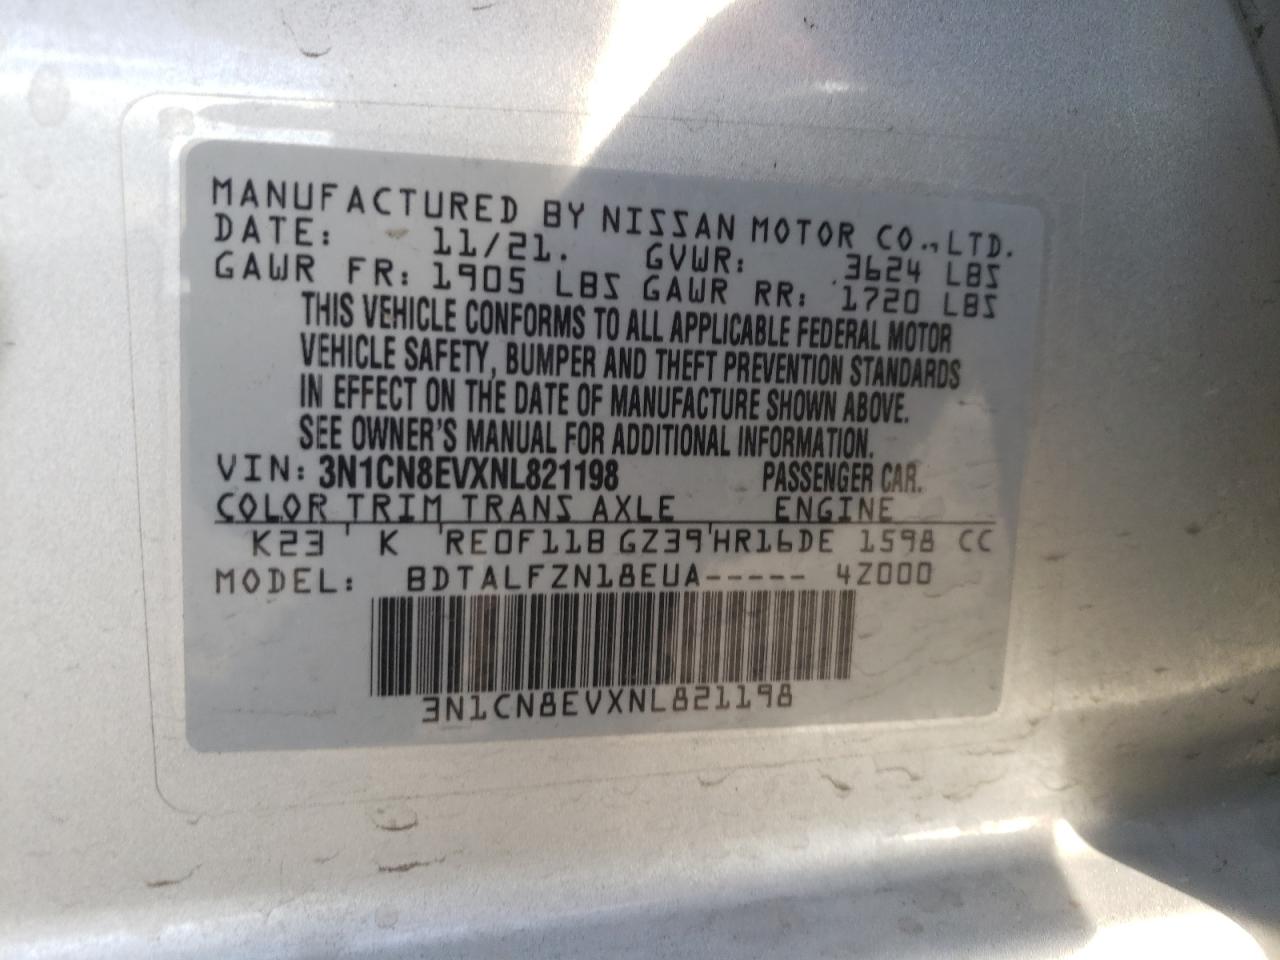 MANUFACTURED BY NISSAN MOTOR CO., LTD.
DATE: 11/21. GVWR: 3624 LBS
GAWR FR: 1905 LBS GAWR RR: 1720 LBS
THIS VEHICLE CONFORMS TO ALL APPLICABLE FEDERAL MOTOR
VEHICLE SAFETY, BUMPER AND THEFT PREVENTION STANDARDS
IN EFFECT ON THE DATE OF MANUFACTURE SHOWN ABOVE.
SEE OWNER'S MANUAL FOR ADDITIONAL INFORMATION.
VIN: 3N1CN8EVXNL821198 PASSENGER CAR.
COLOR TRIM TRANS AXLE ENGINE
K23 ' K 'RE0F11B GZ39'HR16DE 1598 CC
MODEL: BDTALFZN18EUA----- 4Z000
3N1CN8EVXNL821198